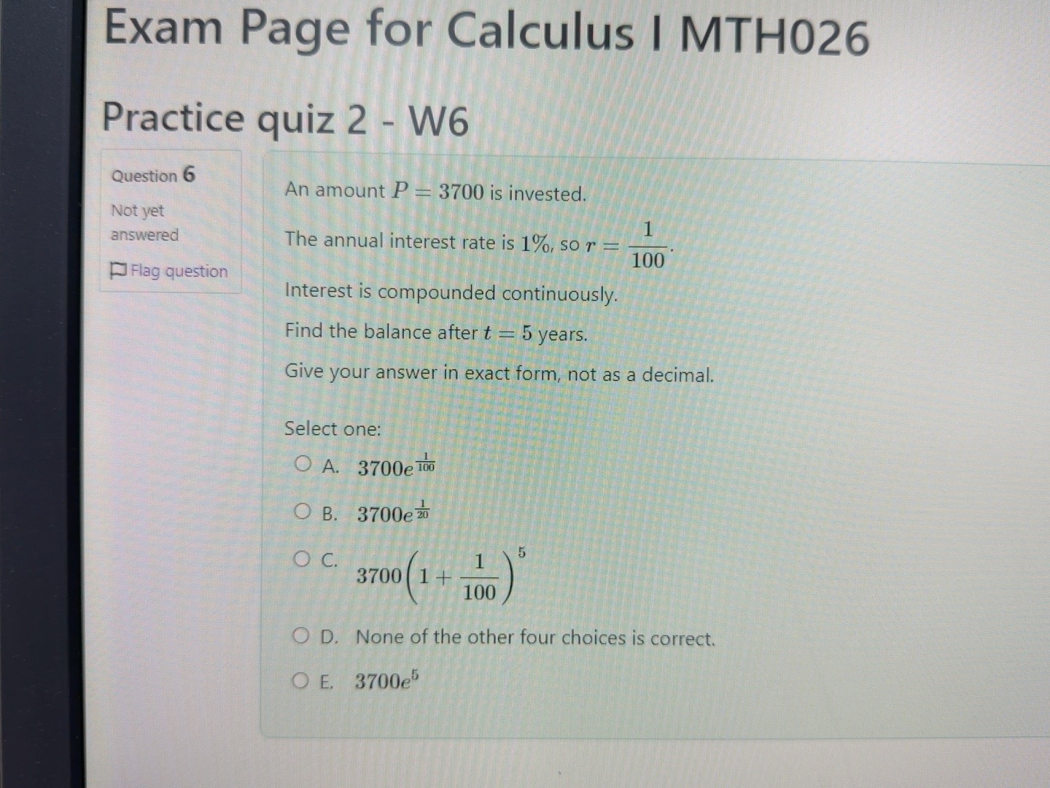 Exam Page for Calculus I MTH026
Practice quiz 2 - W6
Question 6
Not yet
answered
Flag question
An amount P = 3700 is invested.
The annual interest rate is 1%, so r = 1/100.
Interest is compounded continuously.
Find the balance after t = 5 years.
Give your answer in exact form, not as a decimal.
Select one:
A. 3700e^(1/100)
B. 3700e^(1/20)
C. 3700(1 + 1/100)^5
D. None of the other four choices is correct.
E. 3700e^5